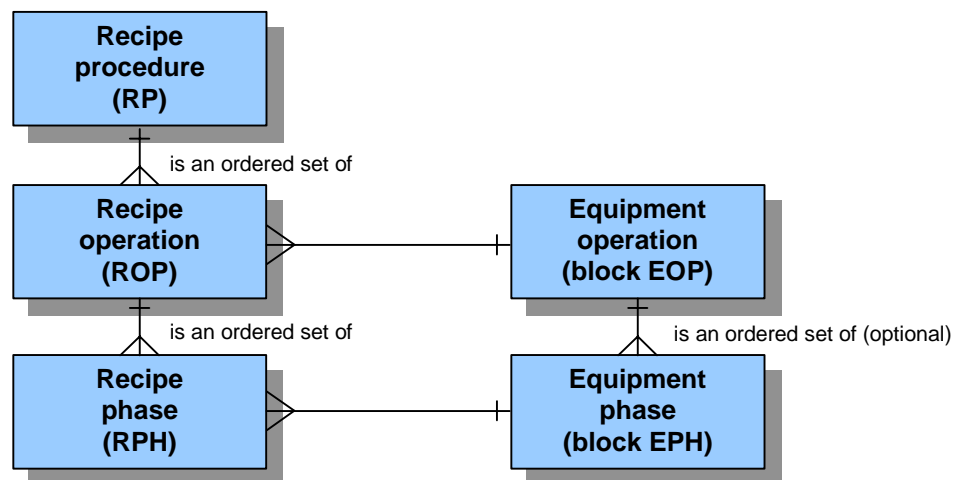 Recipe
procedure
(RP)
is an ordered set of
Recipe
operation
(ROP)
Equipment
operation
(block EOP)
is an ordered set of
is an ordered set of (optional)
Recipe
phase
(RPH)
Equipment
phase
(block EPH)